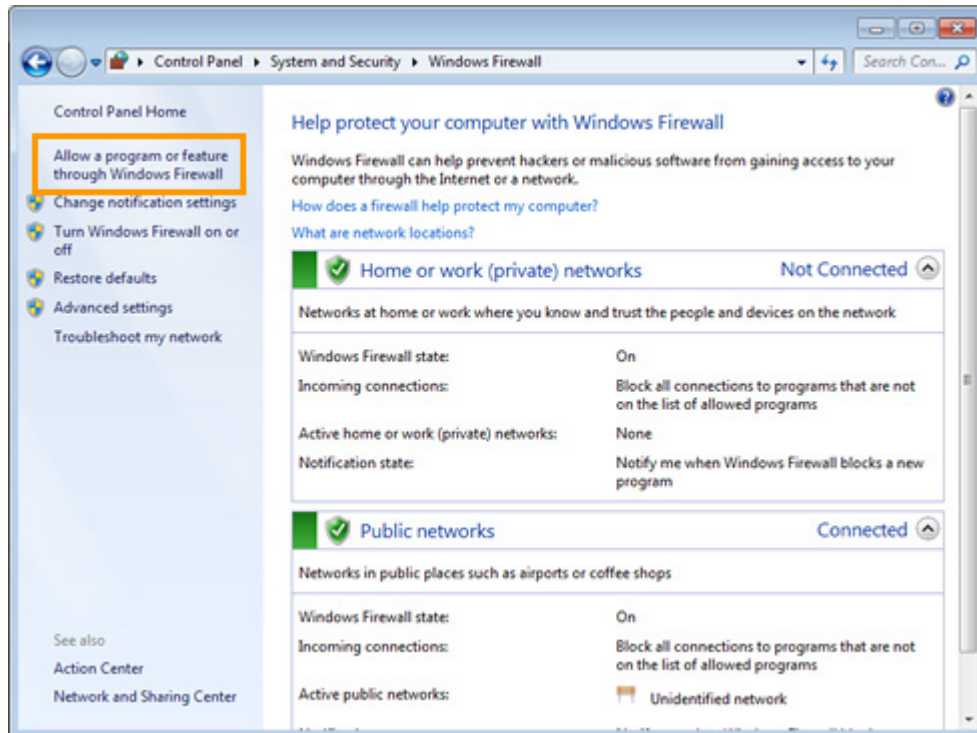 Control Panel ▸ System and Security ▸ Windows Firewall
Search Con...
Control Panel Home
Allow a program or feature
through Windows Firewall
Change notification settings
Turn Windows Firewall on or
off
Restore defaults
Advanced settings
Troubleshoot my network
See also
Action Center
Network and Sharing Center
Help protect your computer with Windows Firewall
Windows Firewall can help prevent hackers or malicious software from gaining access to your
computer through the Internet or a network.
How does a firewall help protect my computer?
What are network locations?
Home or work (private) networks Not Connected
Networks at home or work where you know and trust the people and devices on the network
Windows Firewall state: On
Incoming connections: Block all connections to programs that are not
on the list of allowed programs
Active home or work (private) networks: None
Notification state: Notify me when Windows Firewall blocks a new
program
Public networks Connected
Networks in public places such as airports or coffee shops
Windows Firewall state: On
Incoming connections: Block all connections to programs that are not
on the list of allowed programs
Active public networks: Unidentified network